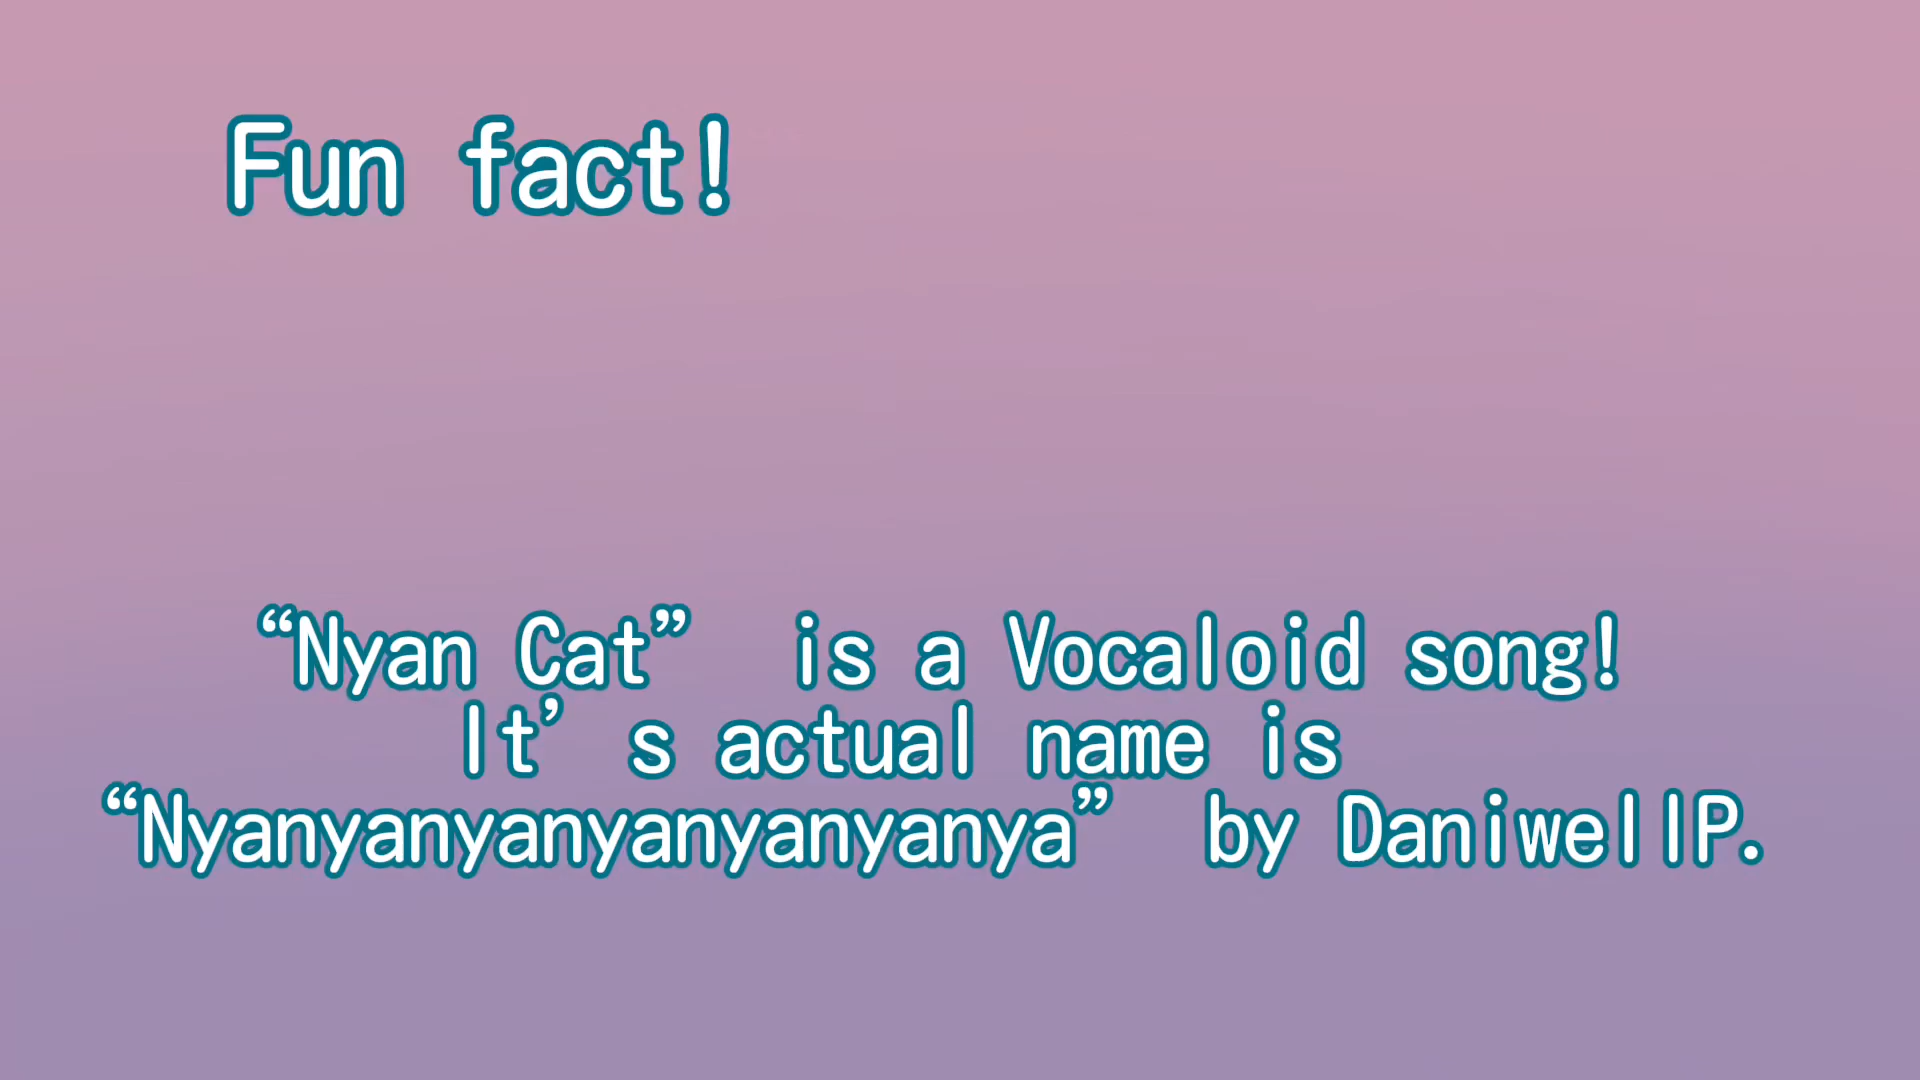 Fun fact!
“Nyan Cat” is a Vocaloid song!
It’s actual name is
“Nyanyanyanyanyanyanya” by DaniwellP.